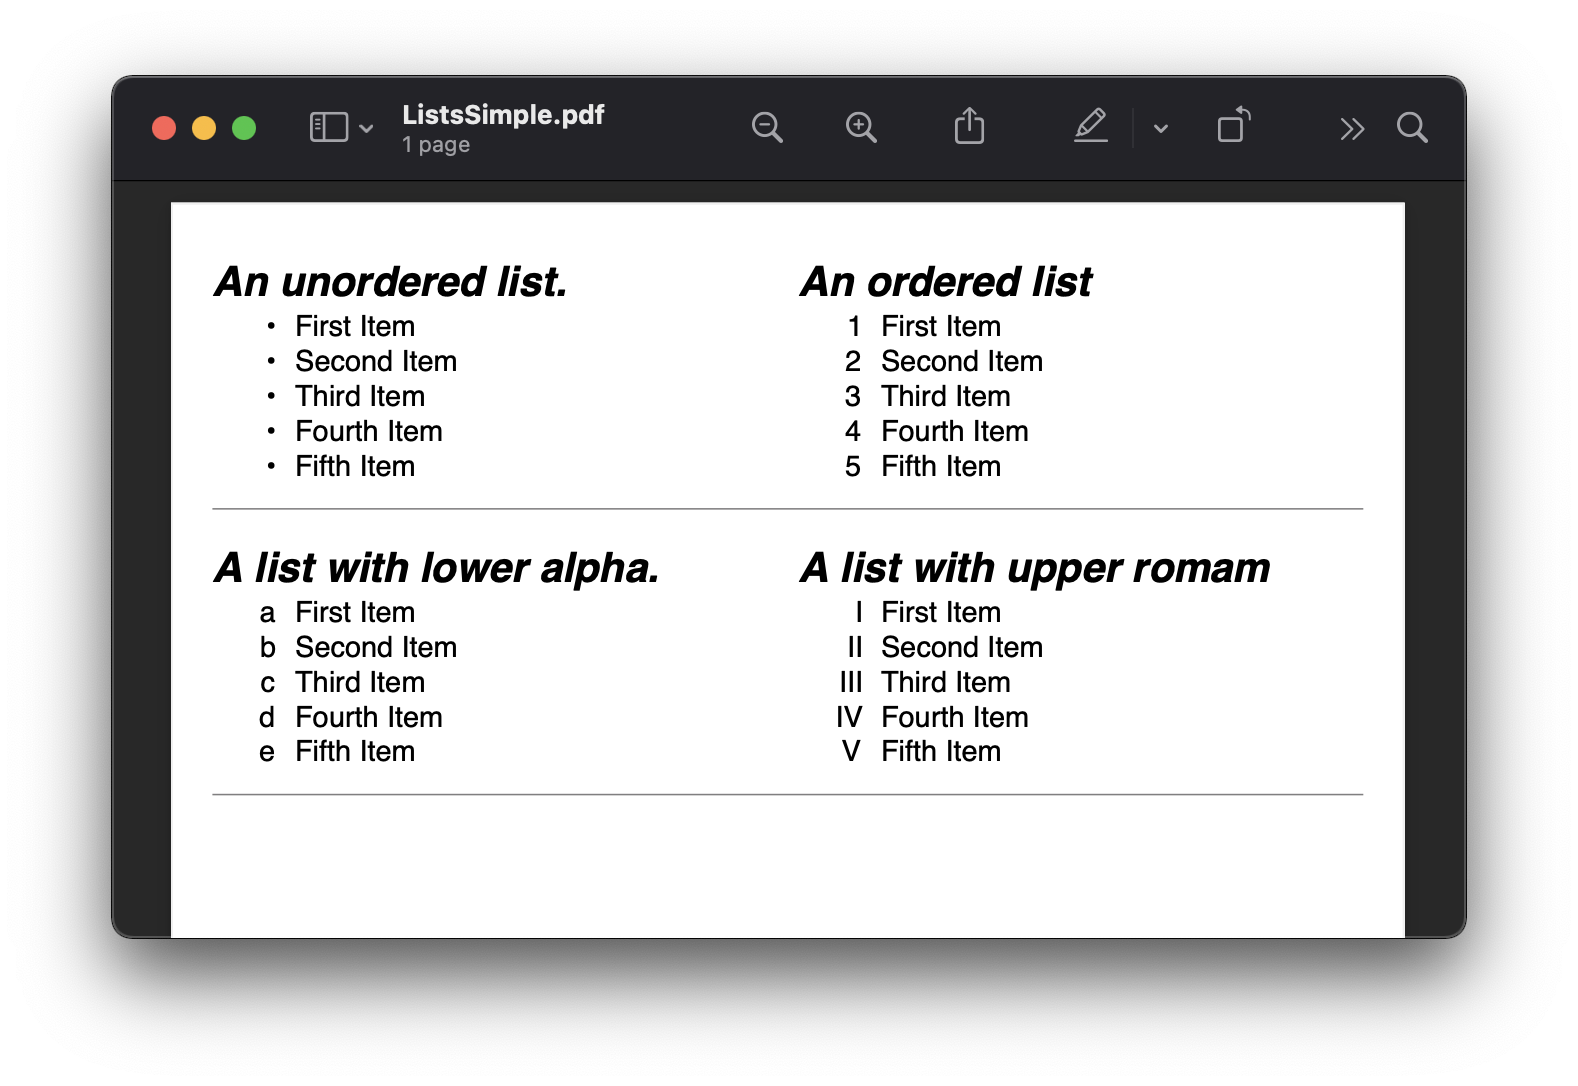 ListsSimple.pdf
1 page
An unordered list.
• First Item
• Second Item
• Third Item
• Fourth Item
• Fifth Item
An ordered list
1 First Item
2 Second Item
3 Third Item
4 Fourth Item
5 Fifth Item
A list with lower alpha.
a First Item
b Second Item
c Third Item
d Fourth Item
e Fifth Item
A list with upper romam
I First Item
II Second Item
III Third Item
IV Fourth Item
V Fifth Item